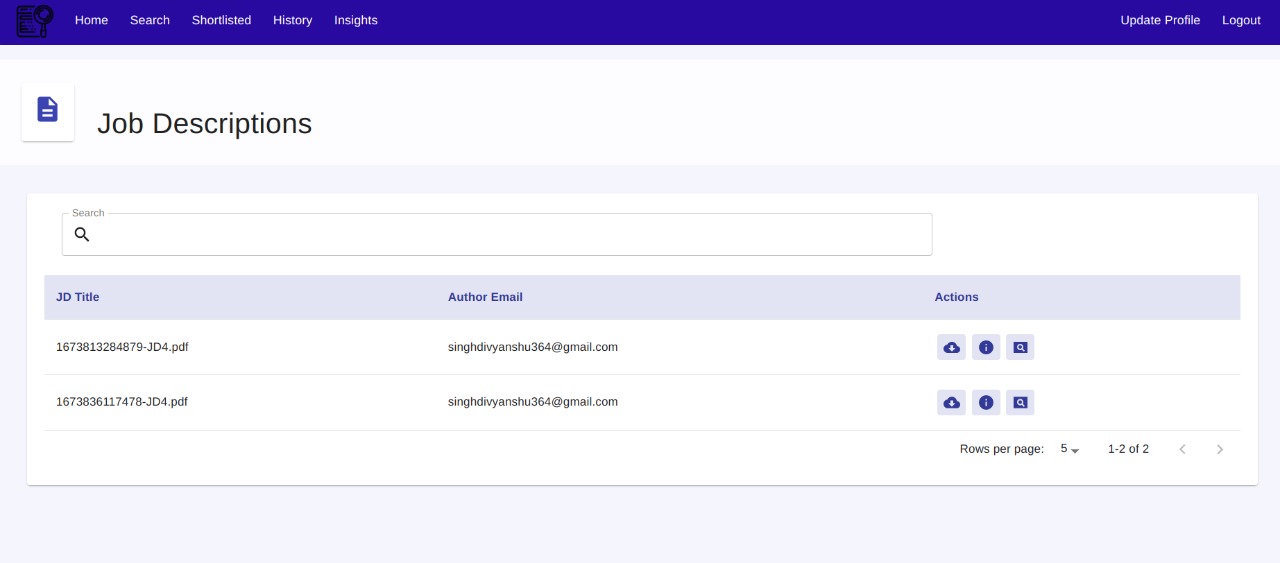 Home Search Shortlisted History Insights Update Profile Logout
Job Descriptions
Search
JD Title Author Email Actions
1673813284879-JD4.pdf singhdivyanshu364@gmail.com
1673836117478-JD4.pdf singhdivyanshu364@gmail.com
Rows per page: 5 1-2 of 2